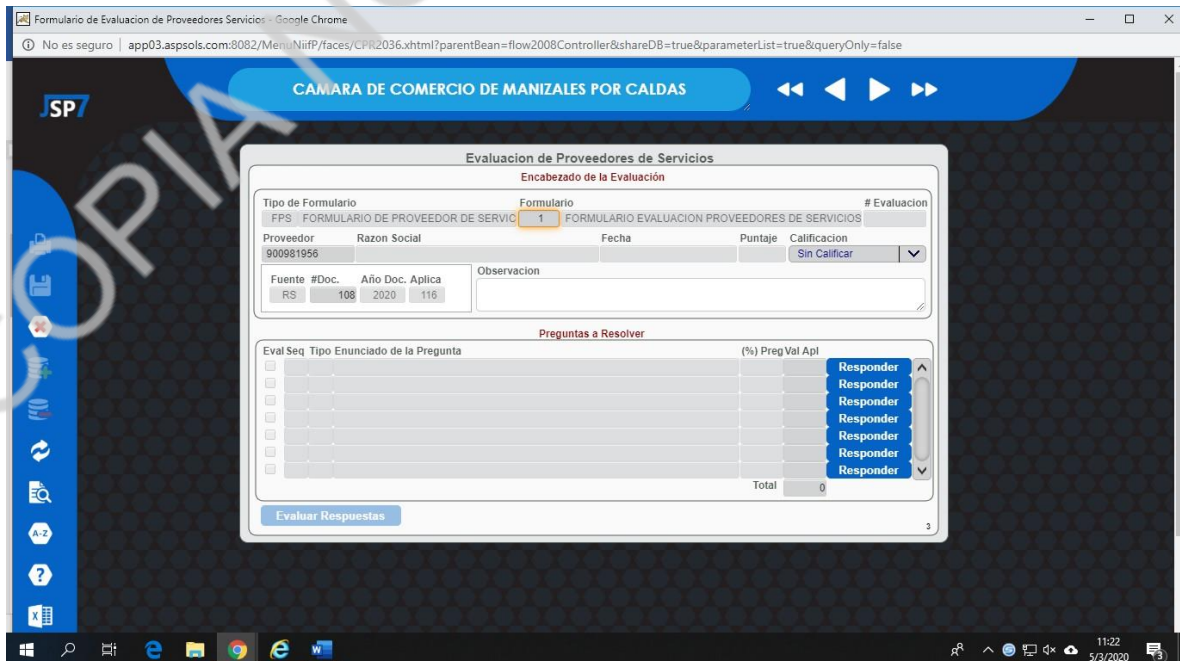 Formulario de Evaluacion de Proveedores Servicios - Google Chrome
No es seguro | app03.aspsols.com:8082/MenuNiifP/faces/CPR2036.xhtml?parentBean=flow2008Controller&shareDB=true&parameterList=true&queryOnly=false
JSP7
CAMARA DE COMERCIO DE MANIZALES POR CALDAS
COPIA NO
Evaluacion de Proveedores de Servicios
Encabezado de la Evaluación
Tipo de Formulario Formulario # Evaluacion
FPS FORMULARIO DE PROVEEDOR DE SERVIC 1 FORMULARIO EVALUACION PROVEEDORES DE SERVICIOS
Proveedor Razon Social Fecha Puntaje Calificacion
900981956 Sin Calificar
Fuente #Doc. Año Doc. Aplica Observacion
RS 108 2020 116
Preguntas a Resolver
Eval Seq Tipo Enunciado de la Pregunta (%) Preg Val Apl
Responder
Responder
Responder
Responder
Responder
Responder
Responder
Total 0
Evaluar Respuestas
3
A-Z
?
11:22
5/3/2020
3